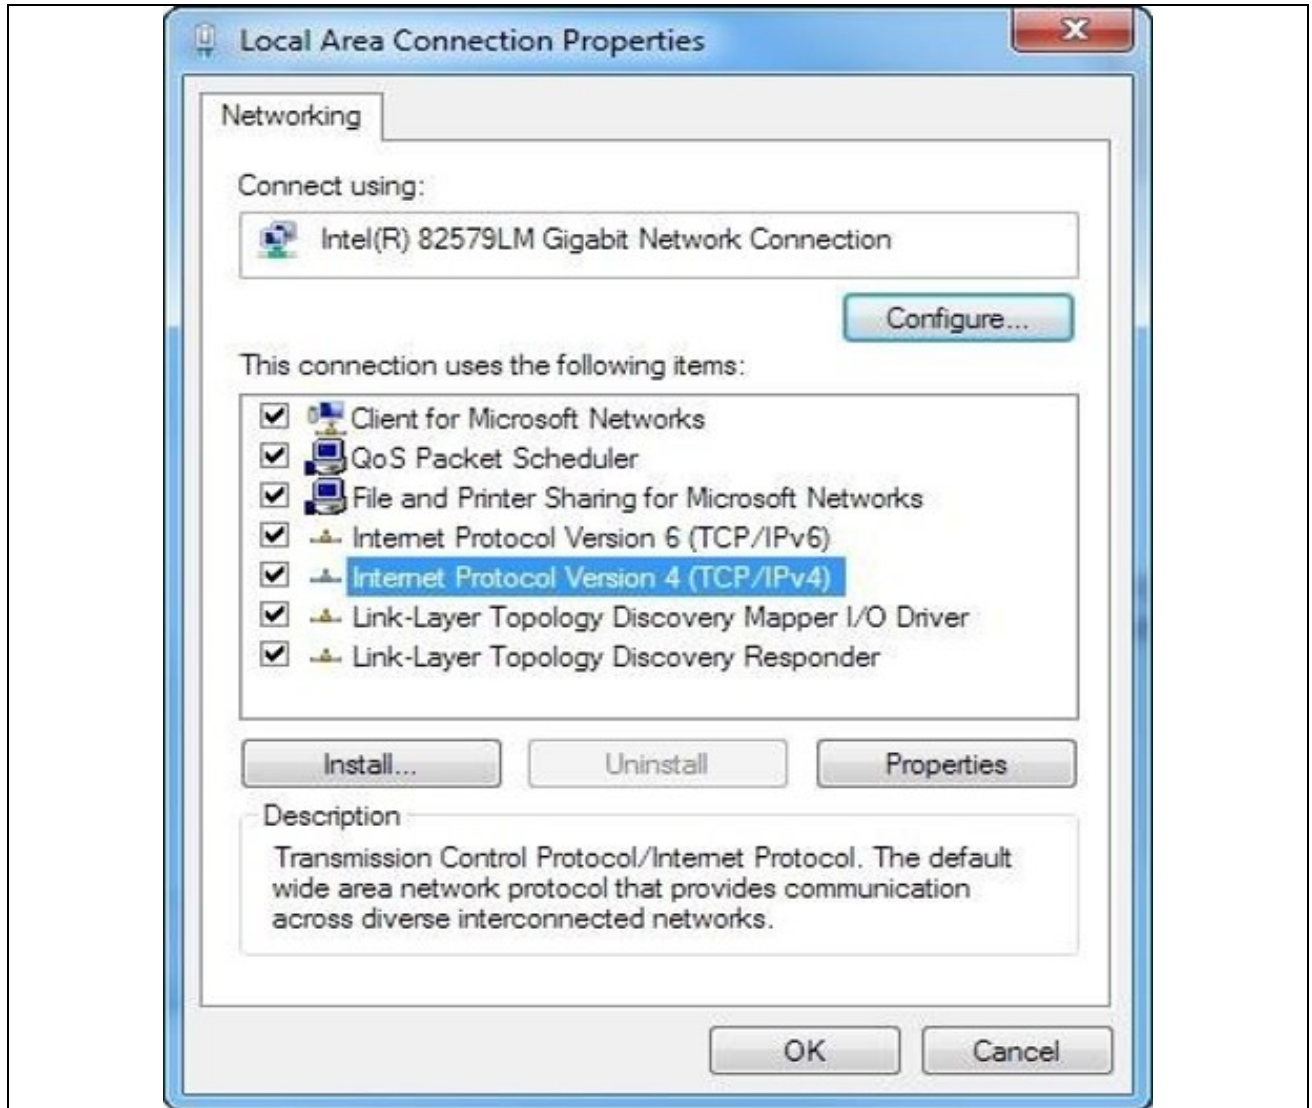 Local Area Connection Properties
Networking
Connect using:
Intel(R) 82579LM Gigabit Network Connection
Configure...
This connection uses the following items:
Client for Microsoft Networks
QoS Packet Scheduler
File and Printer Sharing for Microsoft Networks
Internet Protocol Version 6 (TCP/IPv6)
Internet Protocol Version 4 (TCP/IPv4)
Link-Layer Topology Discovery Mapper I/O Driver
Link-Layer Topology Discovery Responder
Install... Uninstall Properties
Description
Transmission Control Protocol/Internet Protocol. The default
wide area network protocol that provides communication
across diverse interconnected networks.
OK Cancel